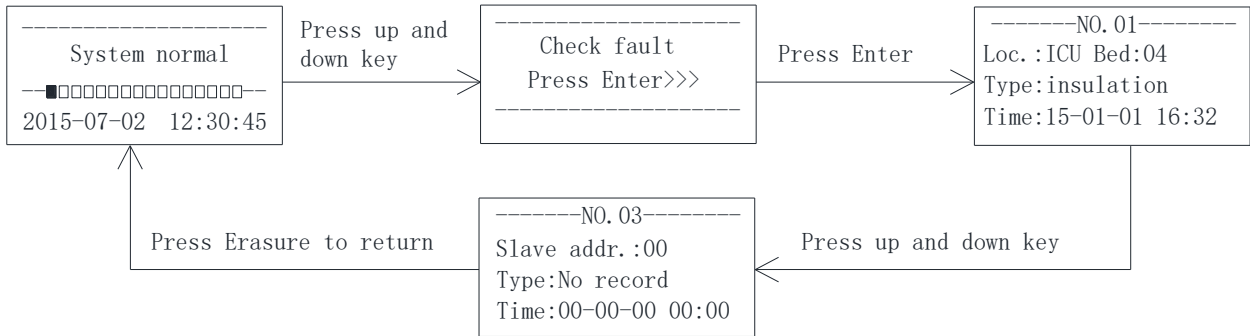 --------------------
System normal
--■□□□□□□□□□□□□□□□--
2015-07-02 12:30:45
Press up and
down key
--------------------
Check fault
Press Enter>>>
--------------------
Press Enter
-------NO.01--------
Loc.:ICU Bed:04
Type:insulation
Time:15-01-01 16:32
Press up and down key
-------NO.03--------
Slave addr.:00
Type:No record
Time:00-00-00 00:00
Press Erasure to return